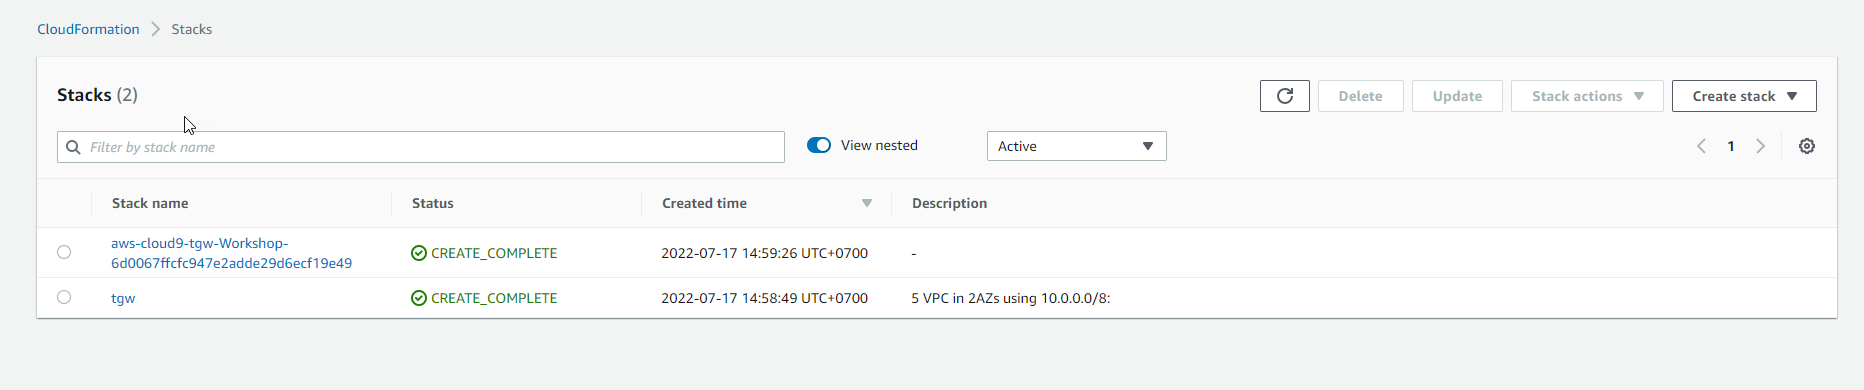 CloudFormation > Stacks
Stacks (2)
Delete
Update
Stack actions
Create stack
Filter by stack name
View nested
Active
1
Stack name
Status
Created time
Description
aws-cloud9-tgw-Workshop-
6d0067ffcfc947e2adde29d6ecf19e49
CREATE_COMPLETE
2022-07-17 14:59:26 UTC+0700
-
tgw
CREATE_COMPLETE
2022-07-17 14:58:49 UTC+0700
5 VPC in 2AZs using 10.0.0.0/8: